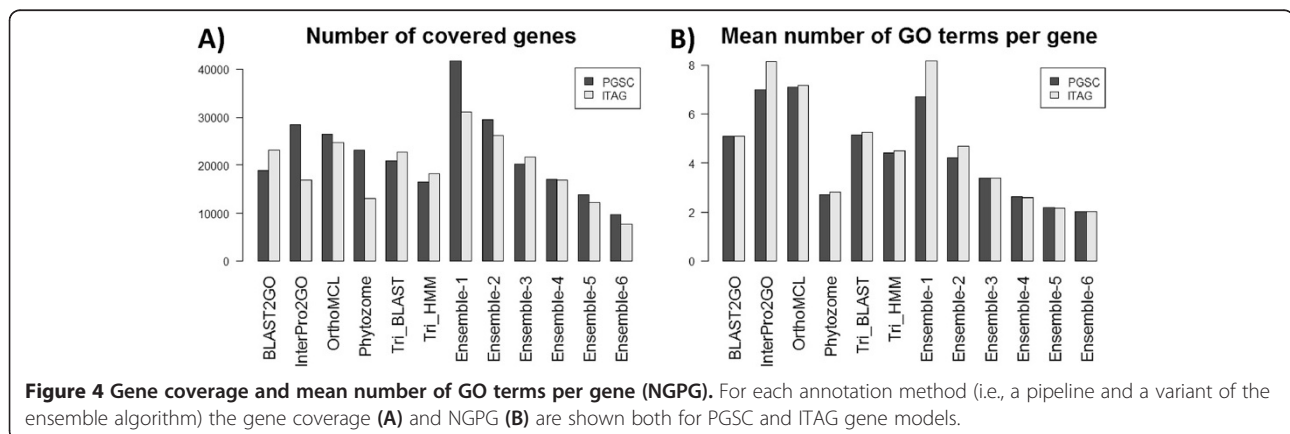 A)
Number of covered genes
40000
30000
20000
10000
0
PGSC
ITAG
BLAST2GO
InterPro2GO
OrthoMCL
Phytozome
Tri_BLAST
Tri_HMM
Ensemble-1
Ensemble-2
Ensemble-3
Ensemble-4
Ensemble-5
Ensemble-6
B)
Mean number of GO terms per gene
8
6
4
2
0
PGSC
ITAG
BLAST2GO
InterPro2GO
OrthoMCL
Phytozome
Tri_BLAST
Tri_HMM
Ensemble-1
Ensemble-2
Ensemble-3
Ensemble-4
Ensemble-5
Ensemble-6
Figure 4 Gene coverage and mean number of GO terms per gene (NGPG). For each annotation method (i.e., a pipeline and a variant of the
ensemble algorithm) the gene coverage (A) and NGPG (B) are shown both for PGSC and ITAG gene models.